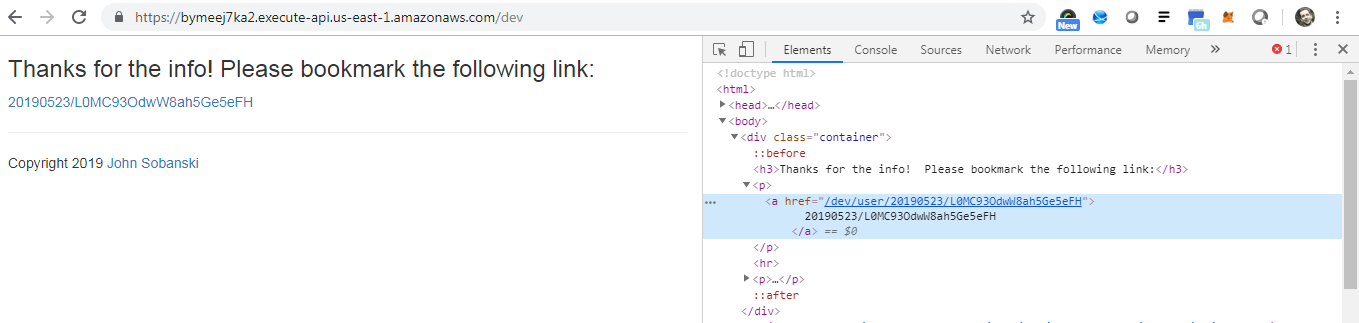 https://bymeej7ka2.execute-api.us-east-1.amazonaws.com/dev
New
6h
Thanks for the info! Please bookmark the following link:
20190523/L0MC93OdwW8ah5Ge5eFH
Copyright 2019 John Sobanski
Elements Console Sources Network Performance Memory » 1
<!doctype html>
<html>
<head>…</head>
<body>
<div class="container">
::before
<h3>Thanks for the info!  Please bookmark the following link:</h3>
<p>
… <a href="/dev/user/20190523/L0MC93OdwW8ah5Ge5eFH">
20190523/L0MC93OdwW8ah5Ge5eFH
</a> == $0
</p>
<hr>
<p>…</p>
::after
</div>